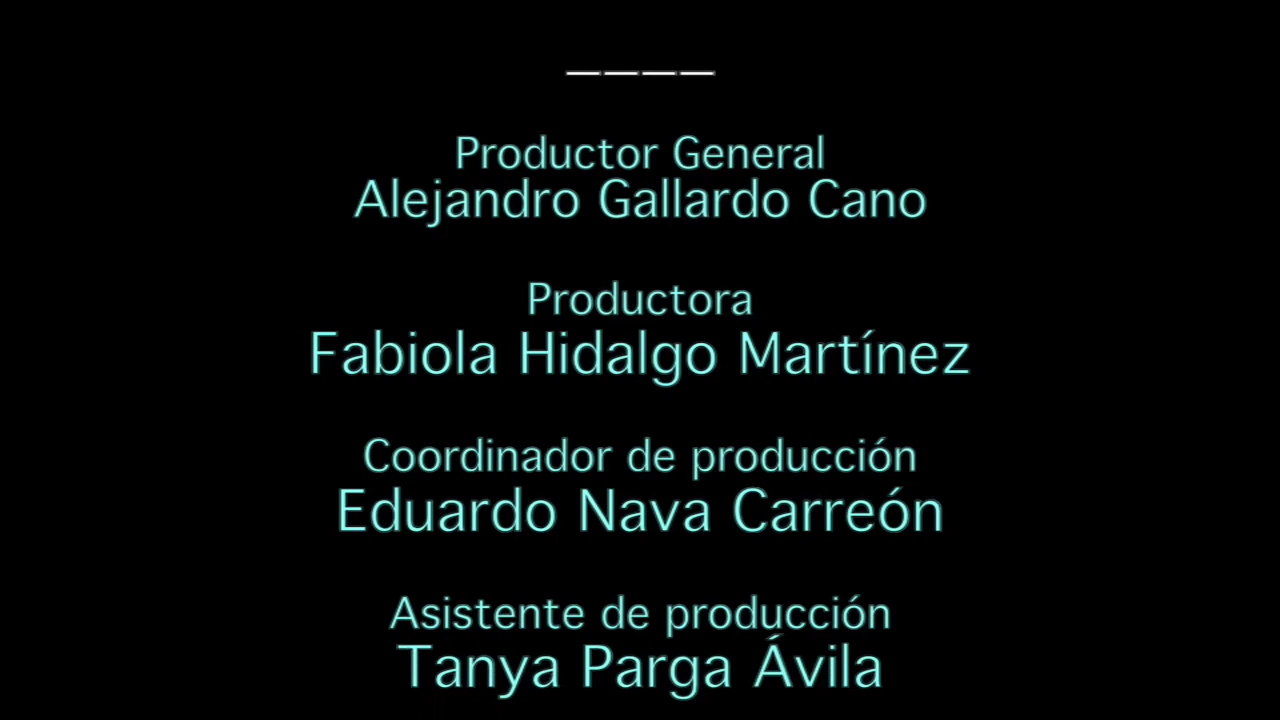 ————
Productor General
Alejandro Gallardo Cano
Productora
Fabiola Hidalgo Martínez
Coordinador de producción
Eduardo Nava Carreón
Asistente de producción
Tanya Parga Ávila